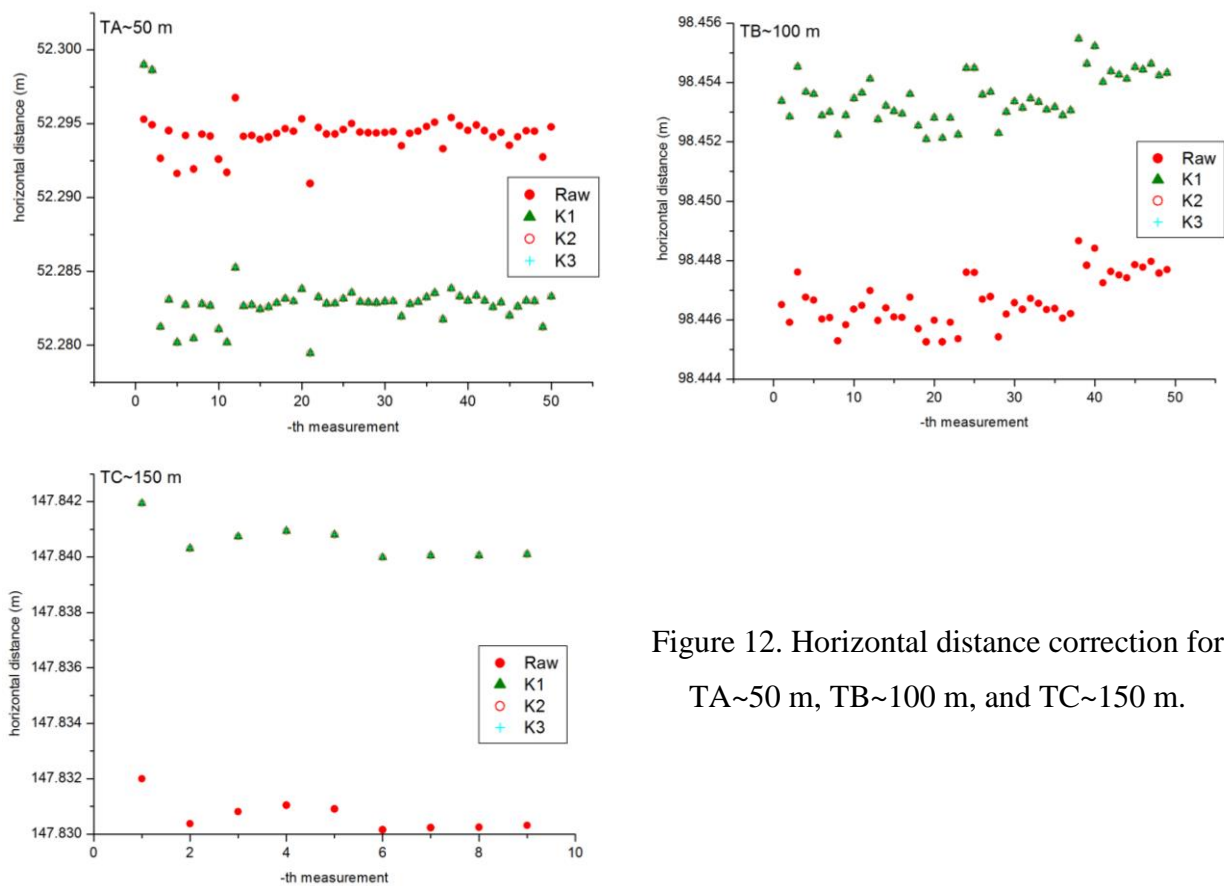 TA~50 m
52.300
52.295
52.290
52.285
52.280
horizontal distance (m)
0 10 20 30 40 50
-th measurement
Raw
K1
K2
K3
TB~100 m
98.456
98.454
98.452
98.450
98.448
98.446
98.444
horizontal distance (m)
0 10 20 30 40 50
-th measurement
Raw
K1
K2
K3
TC~150 m
147.842
147.840
147.838
147.836
147.834
147.832
147.830
horizontal distance (m)
0 2 4 6 8 10
-th measurement
Raw
K1
K2
K3
Figure 12. Horizontal distance correction for
TA~50 m, TB~100 m, and TC~150 m.